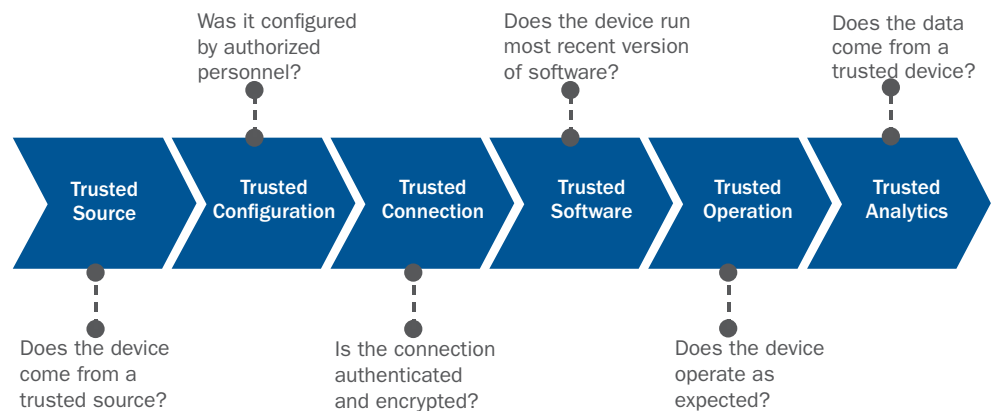 Was it configured
by authorized
personnel?
Does the device run
most recent version
of software?
Does the data
come from a
trusted device?
Trusted
Source
Trusted
Configuration
Trusted
Connection
Trusted
Software
Trusted
Operation
Trusted
Analytics
Does the device
come from a
trusted source?
Is the connection
authenticated
and encrypted?
Does the device
operate as
expected?